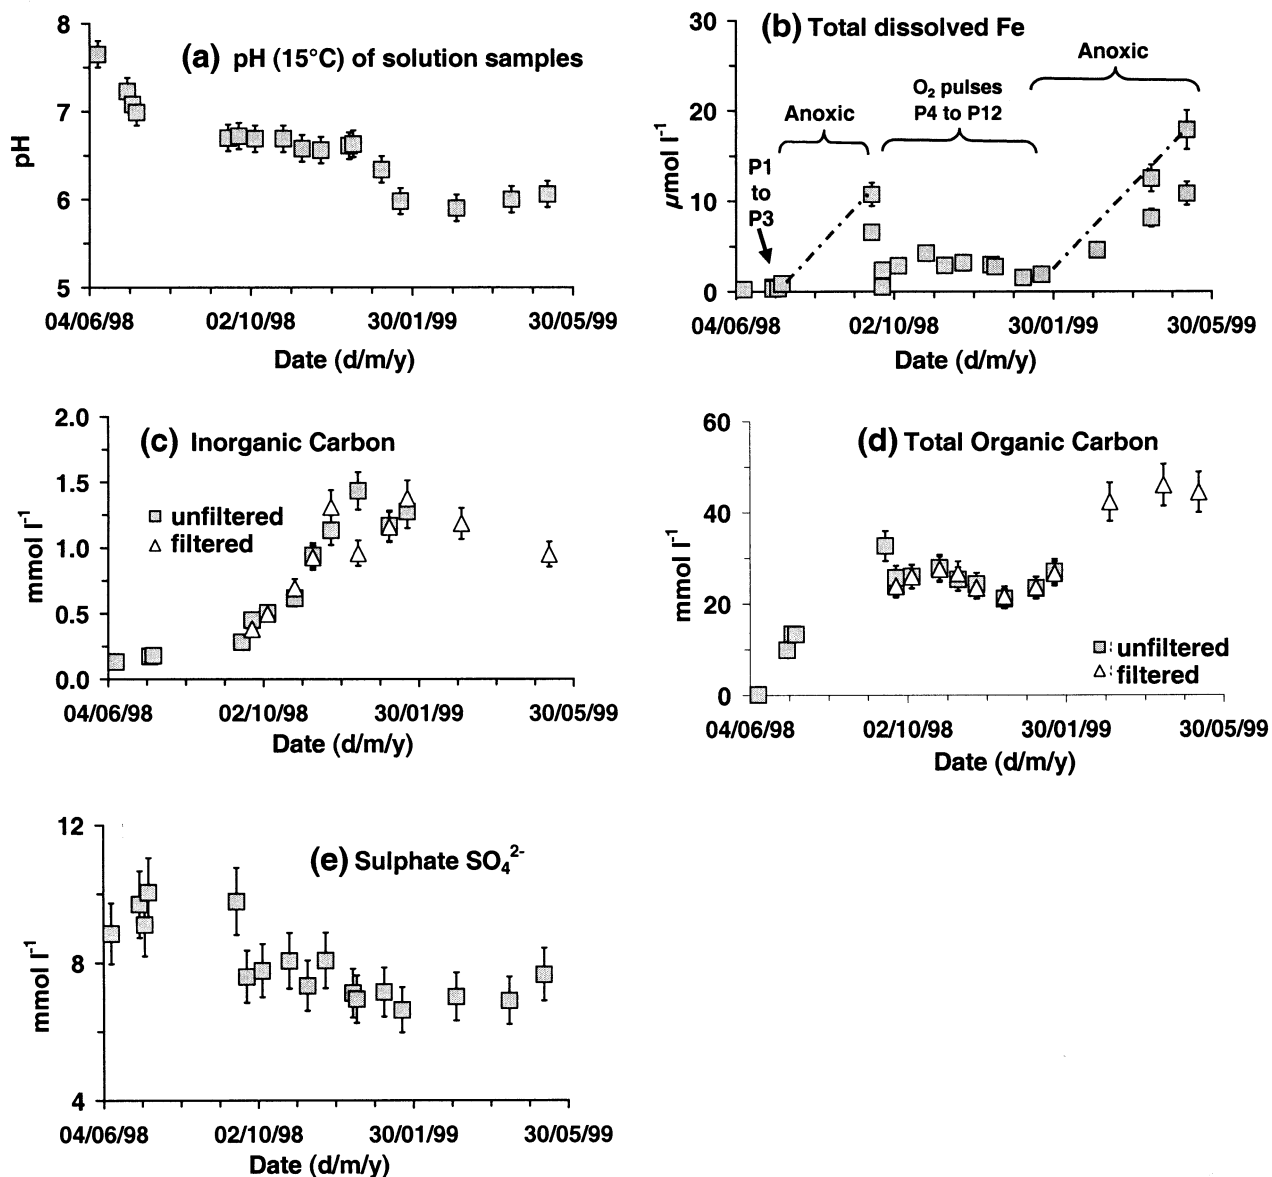 (a) pH (15°C) of solution samples
8
7
6
5
pH
04/06/98 02/10/98 30/01/99 30/05/99
Date (d/m/y)
(b) Total dissolved Fe
30
20
10
0
µmol l⁻¹
Anoxic
O₂ pulses
P4 to P12
Anoxic
P1
to
P3
04/06/98 02/10/98 30/01/99 30/05/99
Date (d/m/y)
(c) Inorganic Carbon
2.0
1.5
1.0
0.5
0.0
mmol l⁻¹
unfiltered
filtered
04/06/98 02/10/98 30/01/99 30/05/99
Date (d/m/y)
(d) Total Organic Carbon
60
40
20
0
mmol l⁻¹
unfiltered
filtered
04/06/98 02/10/98 30/01/99 30/05/99
Date (d/m/y)
(e) Sulphate SO₄²⁻
12
8
4
mmol l⁻¹
04/06/98 02/10/98 30/01/99 30/05/99
Date (d/m/y)